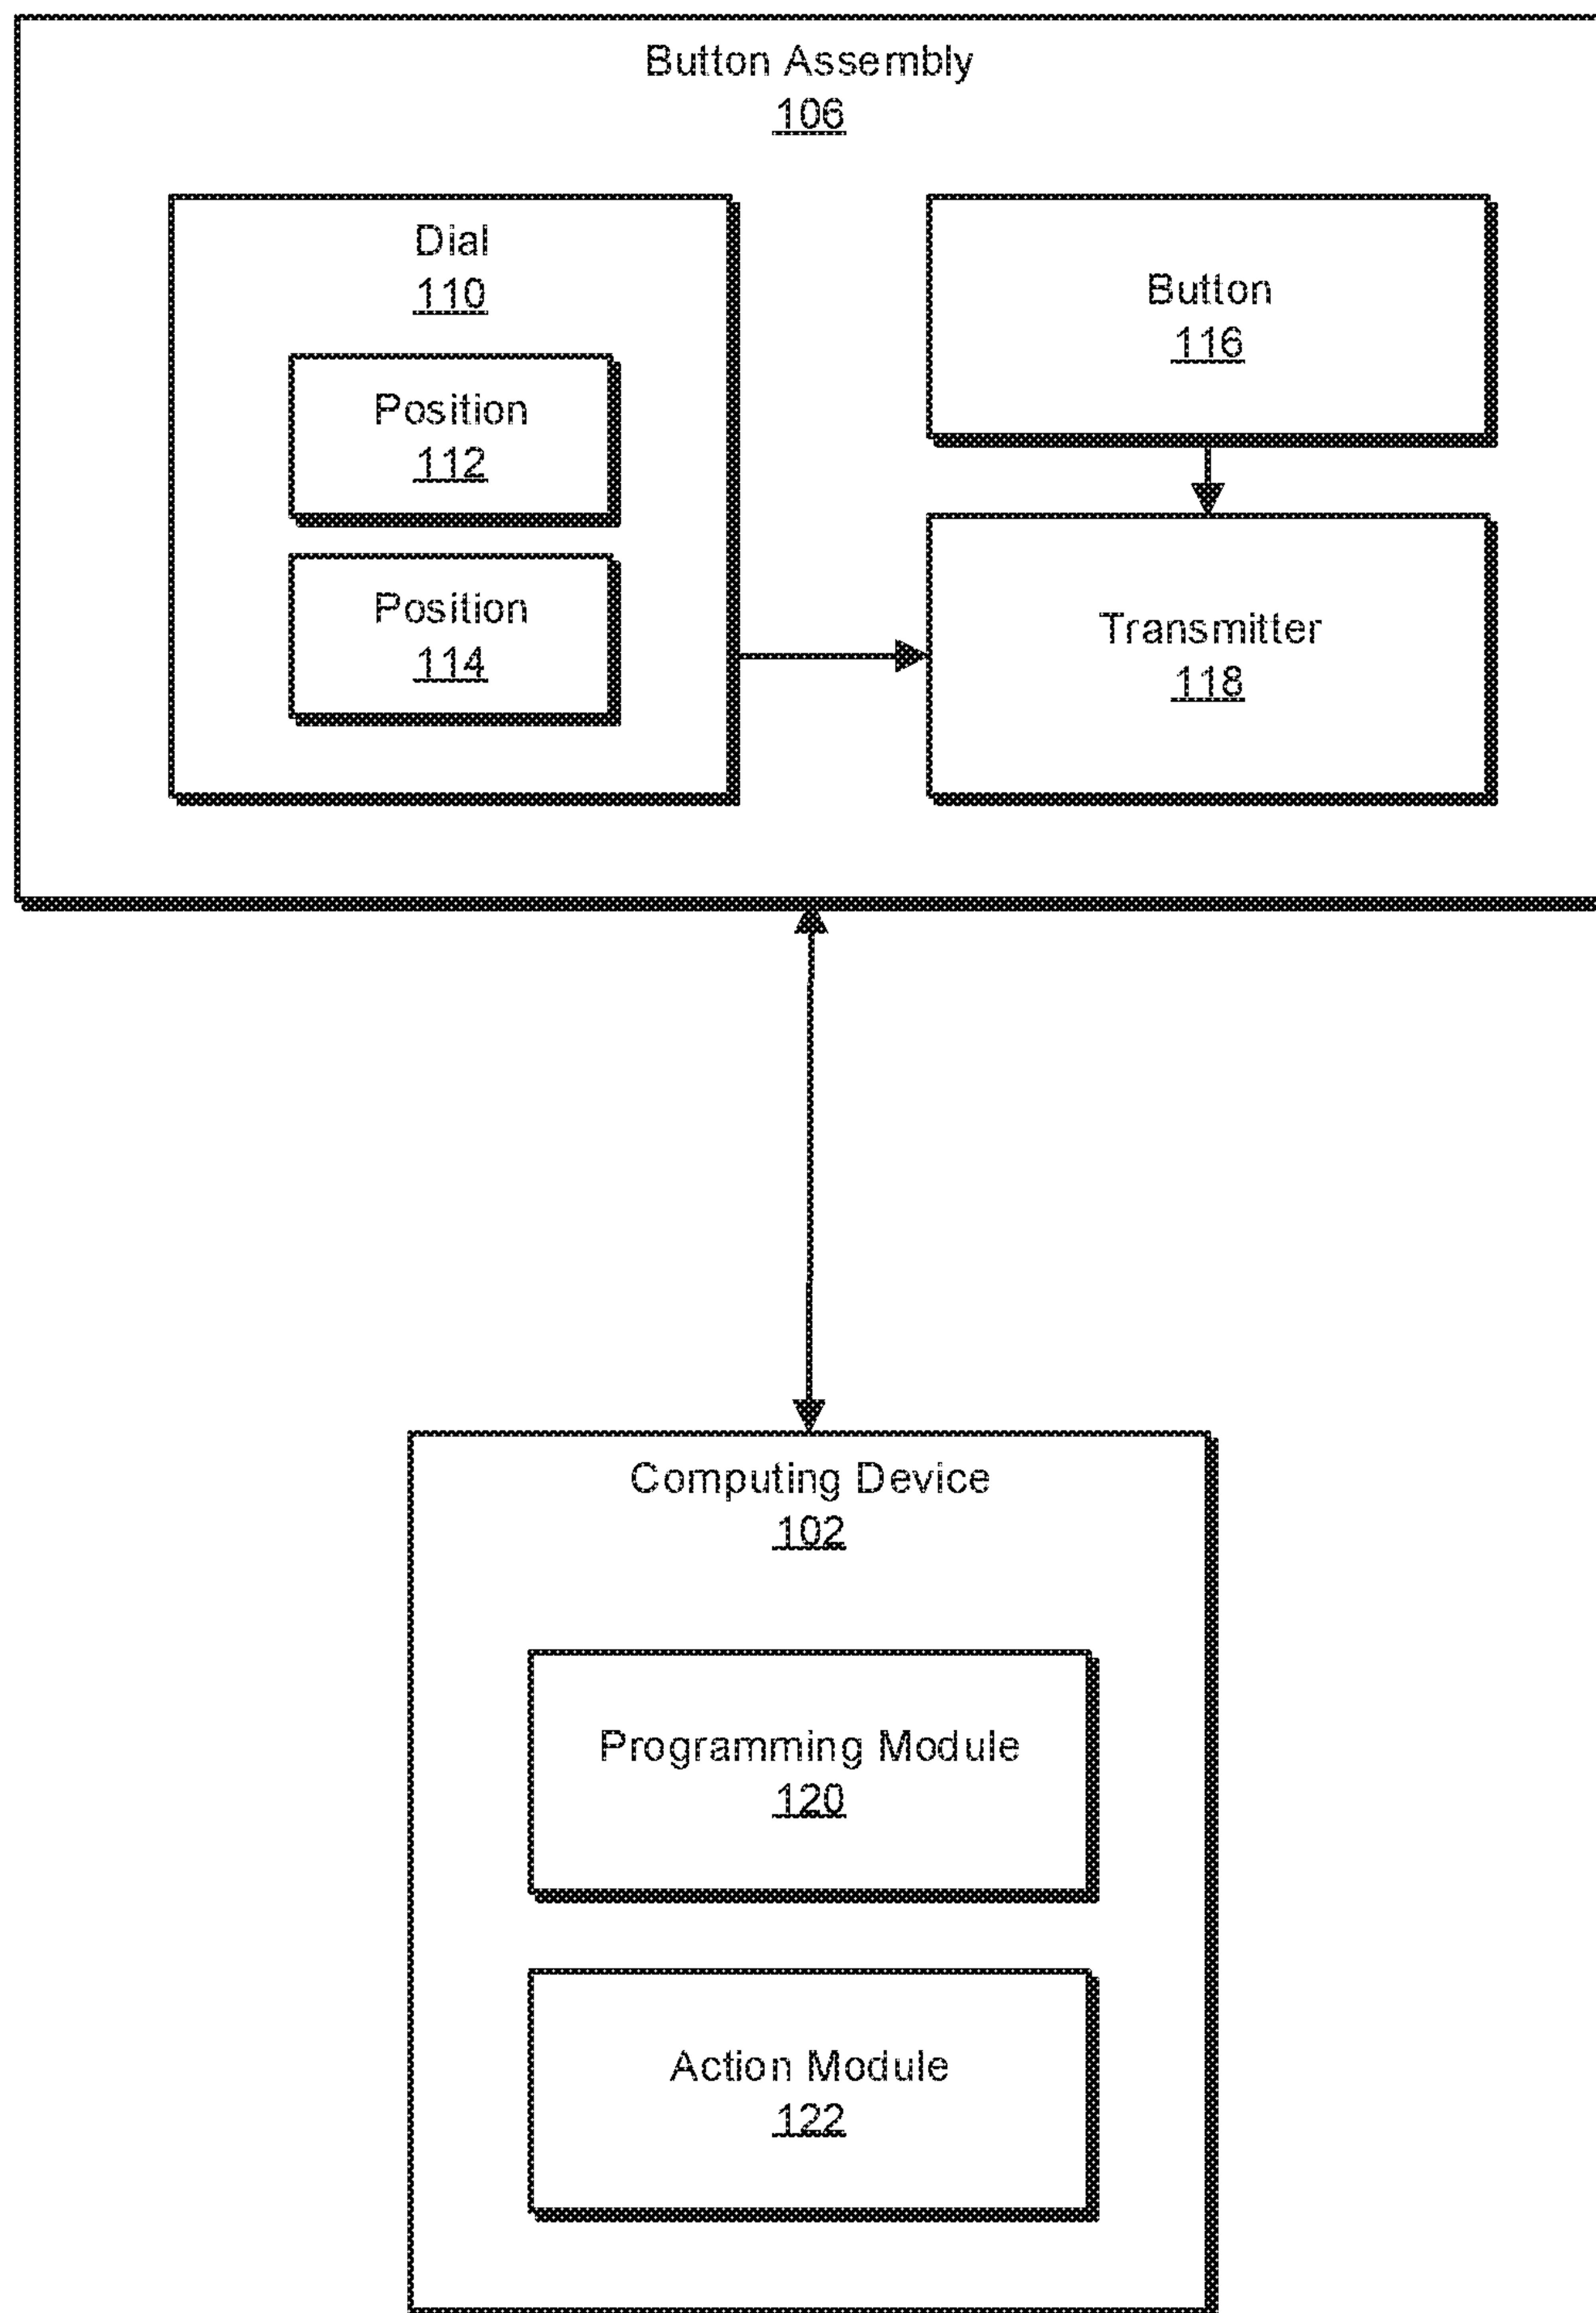 Button Assembly
106
Dial
110
Position
112
Position
114
Button
116
Transmitter
118
Computing Device
102
Programming Module
120
Action Module
122